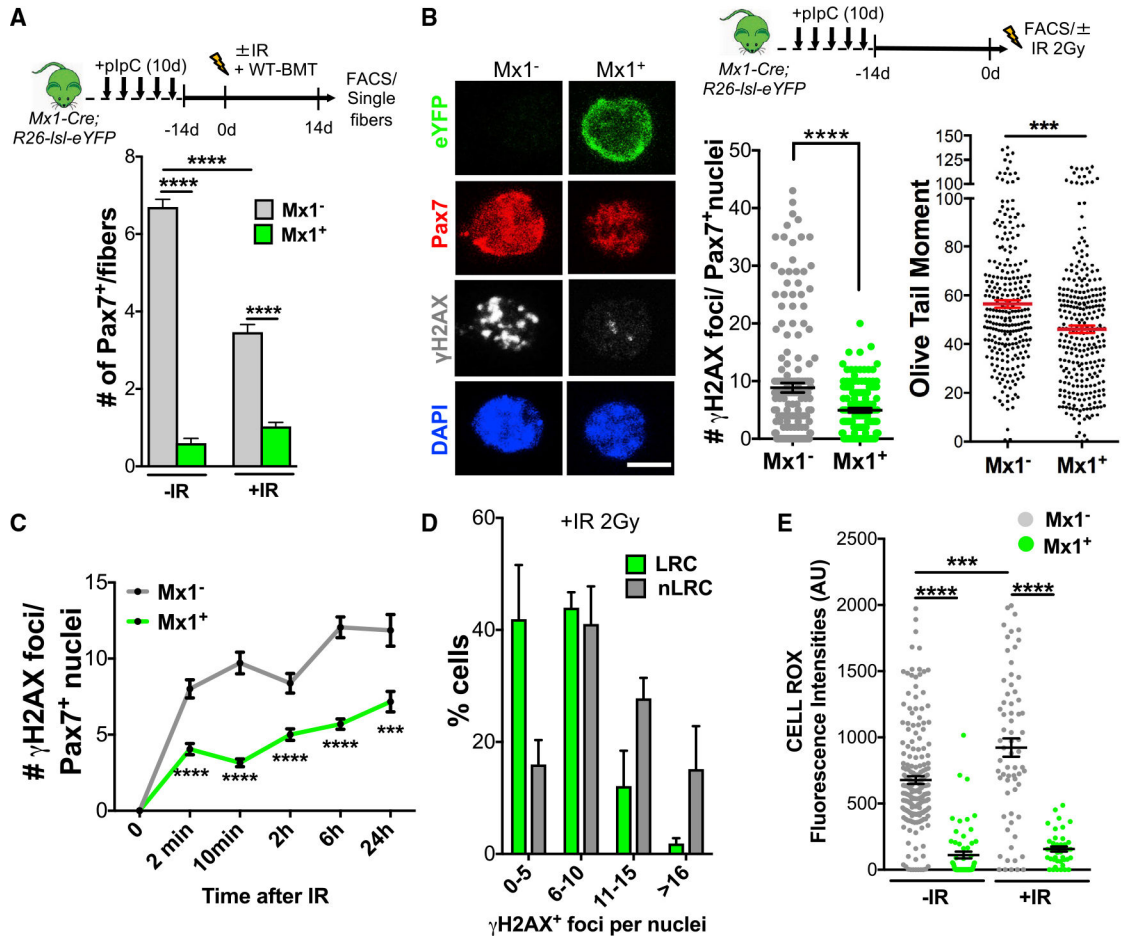 A
+pIpC (10d)
±IR
+ WT-BMT
FACS/
Single
fibers
Mx1-Cre;
R26-lsl-eYFP
-14d
0d
14d
# of Pax7+/fibers
8
6
4
2
0
****
****
****
Mx1-
Mx1+
-IR
+IR
B
+pIpC (10d)
FACS/±
IR 2Gy
Mx1-Cre;
R26-lsl-eYFP
-14d
0d
Mx1-
Mx1+
eYFP
Pax7
γH2AX
DAPI
# γH2AX foci/ Pax7+nuclei
50
40
30
20
10
0
****
Mx1-
Mx1+
Olive Tail Moment
150
125
100
100
80
60
40
20
0
***
Mx1-
Mx1+
C
# γH2AX foci/
Pax7+ nuclei
15
10
5
0
Mx1-
Mx1+
****
****
****
****
***
0
2 min
10min
2h
6h
24h
Time after IR
D
+IR 2Gy
% cells
60
40
20
0
LRC
nLRC
0-5
6-10
11-15
>16
γH2AX+ foci per nuclei
E
Mx1-
Mx1+
CELL ROX
Fluorescence Intensities (AU)
2500
2000
1500
1000
500
0
***
****
****
-IR
+IR